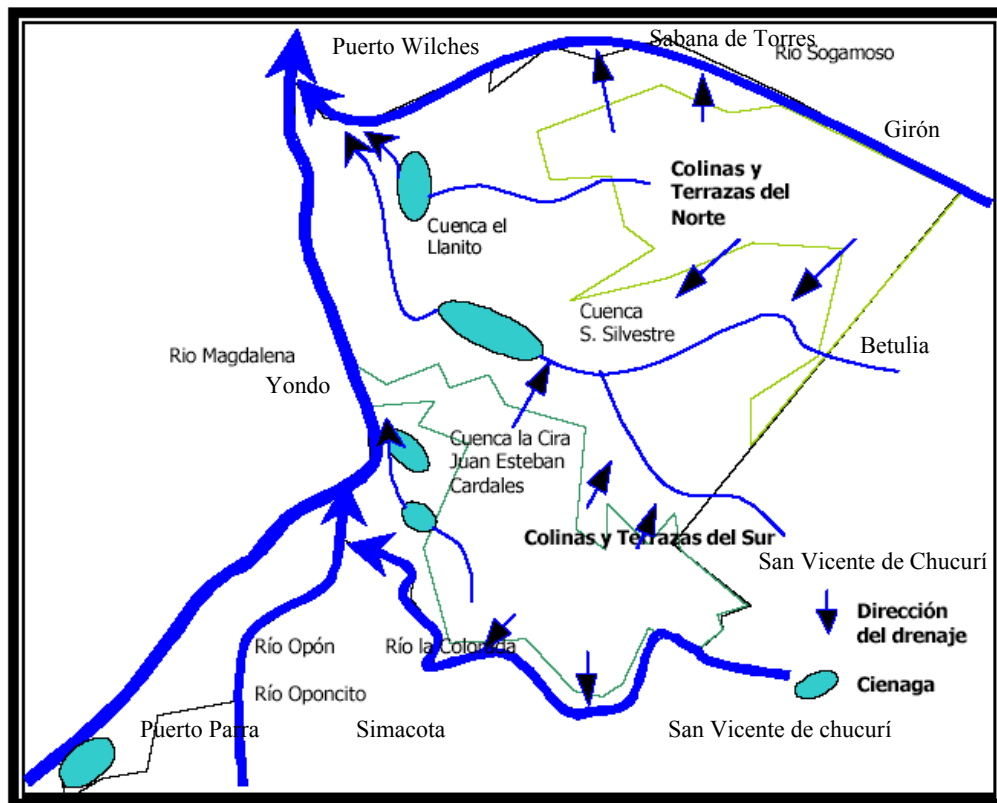 Puerto Wilches
Sabana de Torres
Río Sogamoso
Girón
Colinas y
Terrazas del
Norte
Cuenca el
Llanito
Cuenca
S. Silvestre
Betulia
Rio Magdalena
Yondo
Cuenca la Cira
Juan Esteban
Cardales
Colinas y Terrazas del Sur
San Vicente de Chucurí
Dirección
del drenaje
Río Opón
Río la Colorada
Río Oponcito
Cienaga
Puerto Parra
Simacota
San Vicente de chucurí